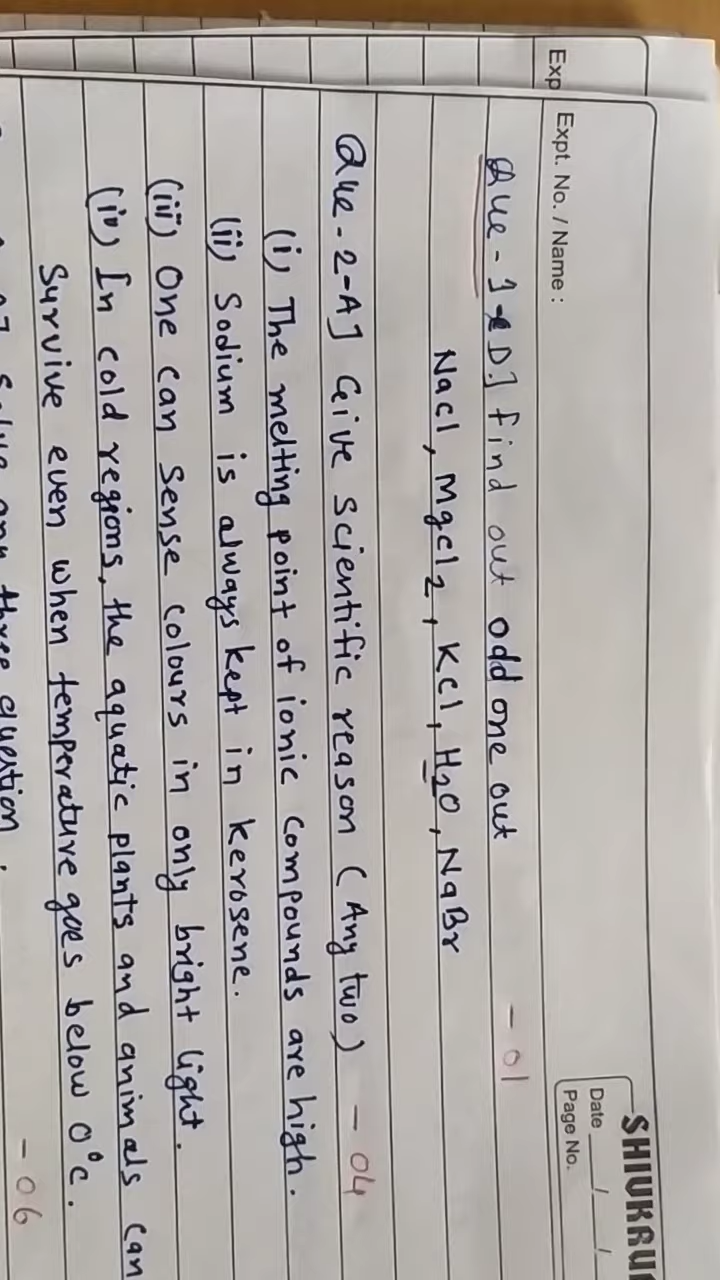 SHIVKRU
Exp
Expt. No. / Name :
Date / /
Page No.
Que - 1 D.] find out odd one out - 01
Nacl, Mgcl2, Kcl, H2O, NaBr
Que - 2-A] Give scientific reason (Any two) - 04
(i) The melting point of ionic compounds are high.
(ii) Sodium is always kept in kerosene.
(iii) One can sense colours in only bright light.
(iv) In cold regions, the aquatic plants and animals can
Survive even when temperature goes below 0°c.
three question : - 06